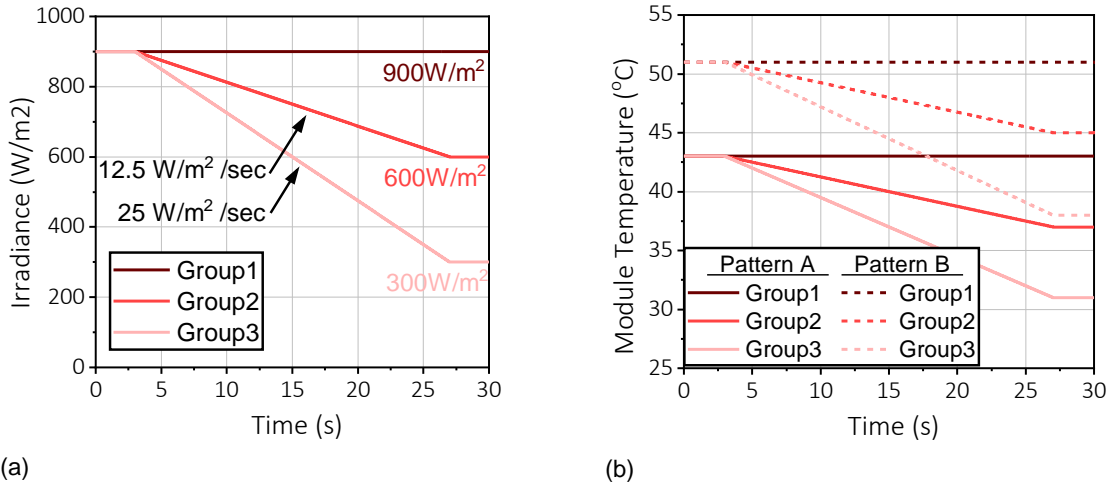 1000
800
600
400
200
0
Irradiance (W/m2)
900W/m²
12.5 W/m² /sec
600W/m²
25 W/m² /sec
300W/m²
Group1
Group2
Group3
0 5 10 15 20 25 30
Time (s)
(a)
55
50
45
40
35
30
25
Module Temperature (°C)
Pattern A Pattern B
Group1 Group1
Group2 Group2
Group3 Group3
0 5 10 15 20 25 30
Time (s)
(b)